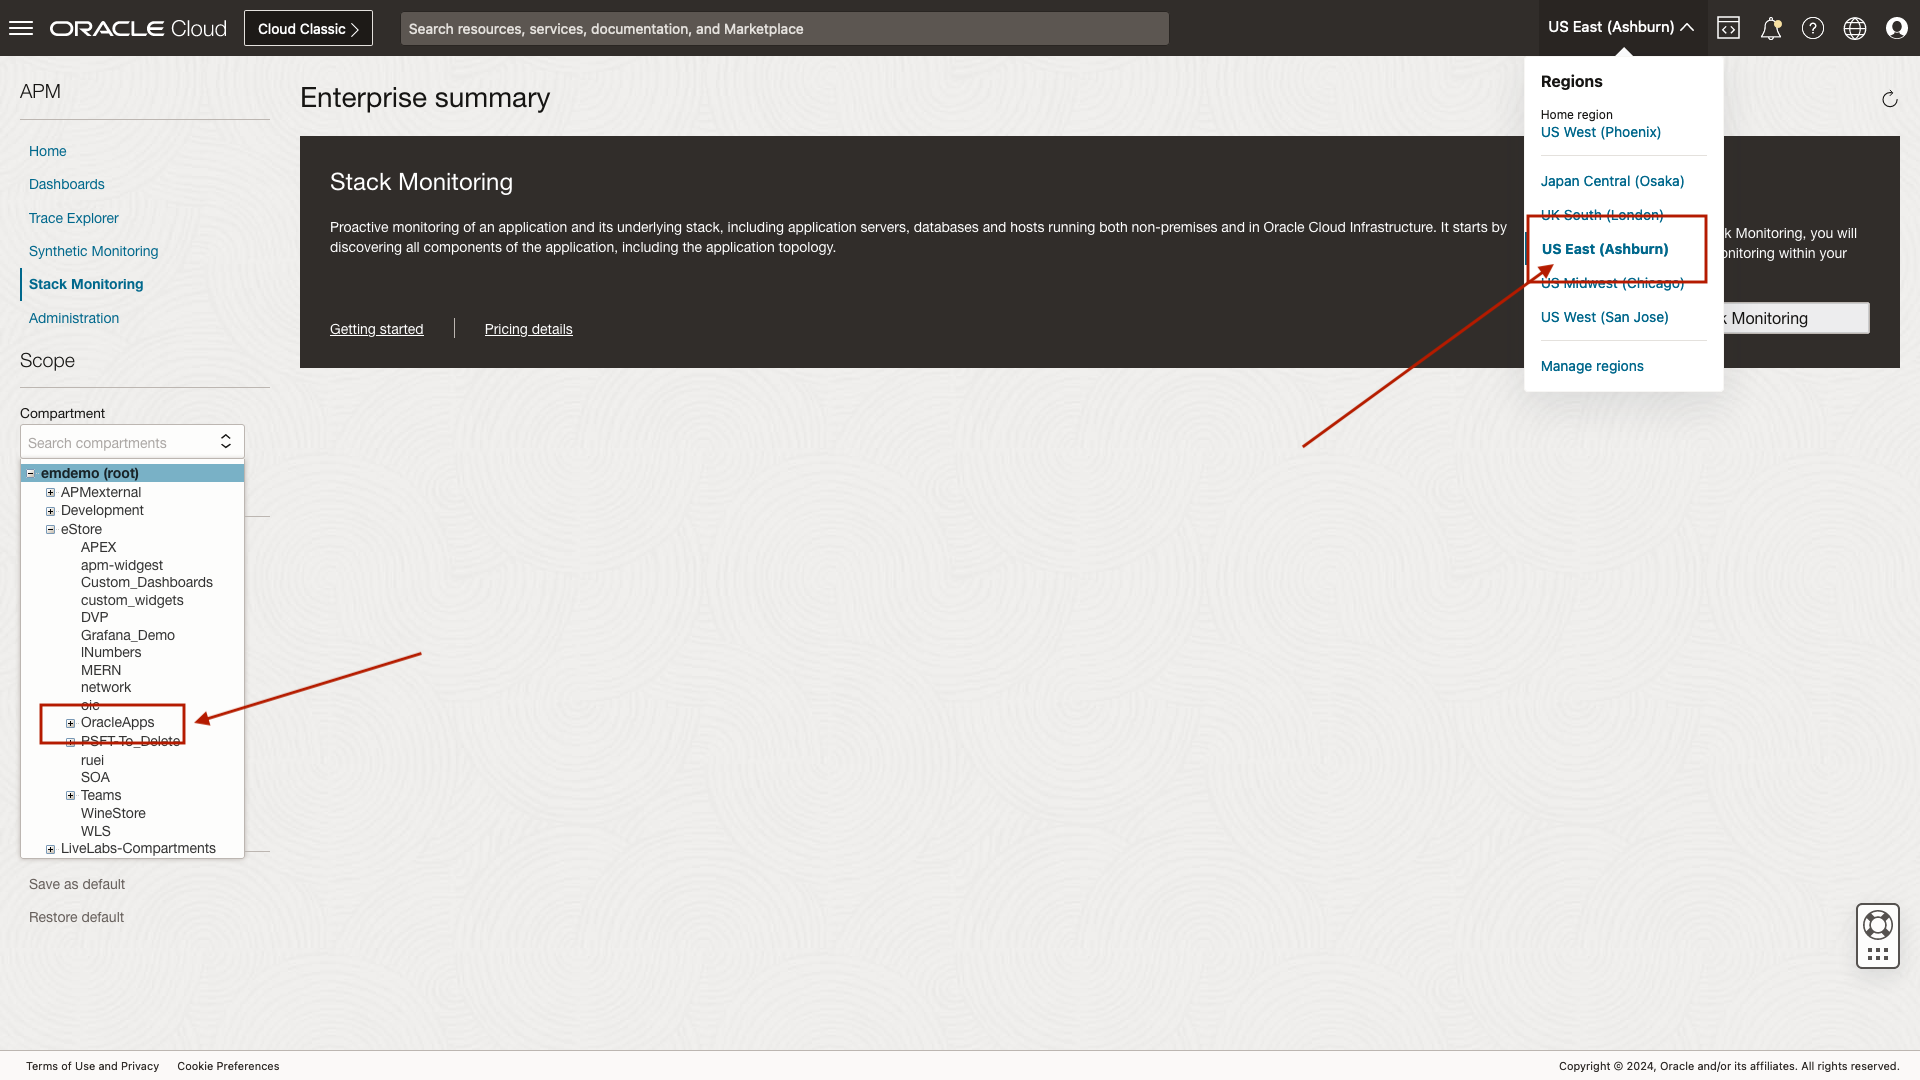 ORACLE Cloud
Cloud Classic
Search resources, services, documentation, and Marketplace
US East (Ashburn)
APM
Home
Dashboards
Trace Explorer
Synthetic Monitoring
Stack Monitoring
Administration
Scope
Compartment
Search compartments
emdemo (root)
APMexternal
Development
eStore
APEX
apm-widgest
Custom_Dashboards
custom_widgets
DVP
Grafana_Demo
INumbers
MERN
network
oic
OracleApps
PSFT-To_Delete
ruei
SOA
Teams
WineStore
WLS
LiveLabs-Compartments
Save as default
Restore default
Enterprise summary
Stack Monitoring
Proactive monitoring of an application and its underlying stack, including application servers, databases and hosts running both non-premises and in Oracle Cloud Infrastructure. It starts by
discovering all components of the application, including the application topology.
Getting started
Pricing details
Regions
Home region
US West (Phoenix)
Japan Central (Osaka)
UK South (London)
US East (Ashburn)
US Midwest (Chicago)
US West (San Jose)
Manage regions
k Monitoring, you will
onitoring within your
k Monitoring
Terms of Use and Privacy
Cookie Preferences
Copyright © 2024, Oracle and/or its affiliates. All rights reserved.